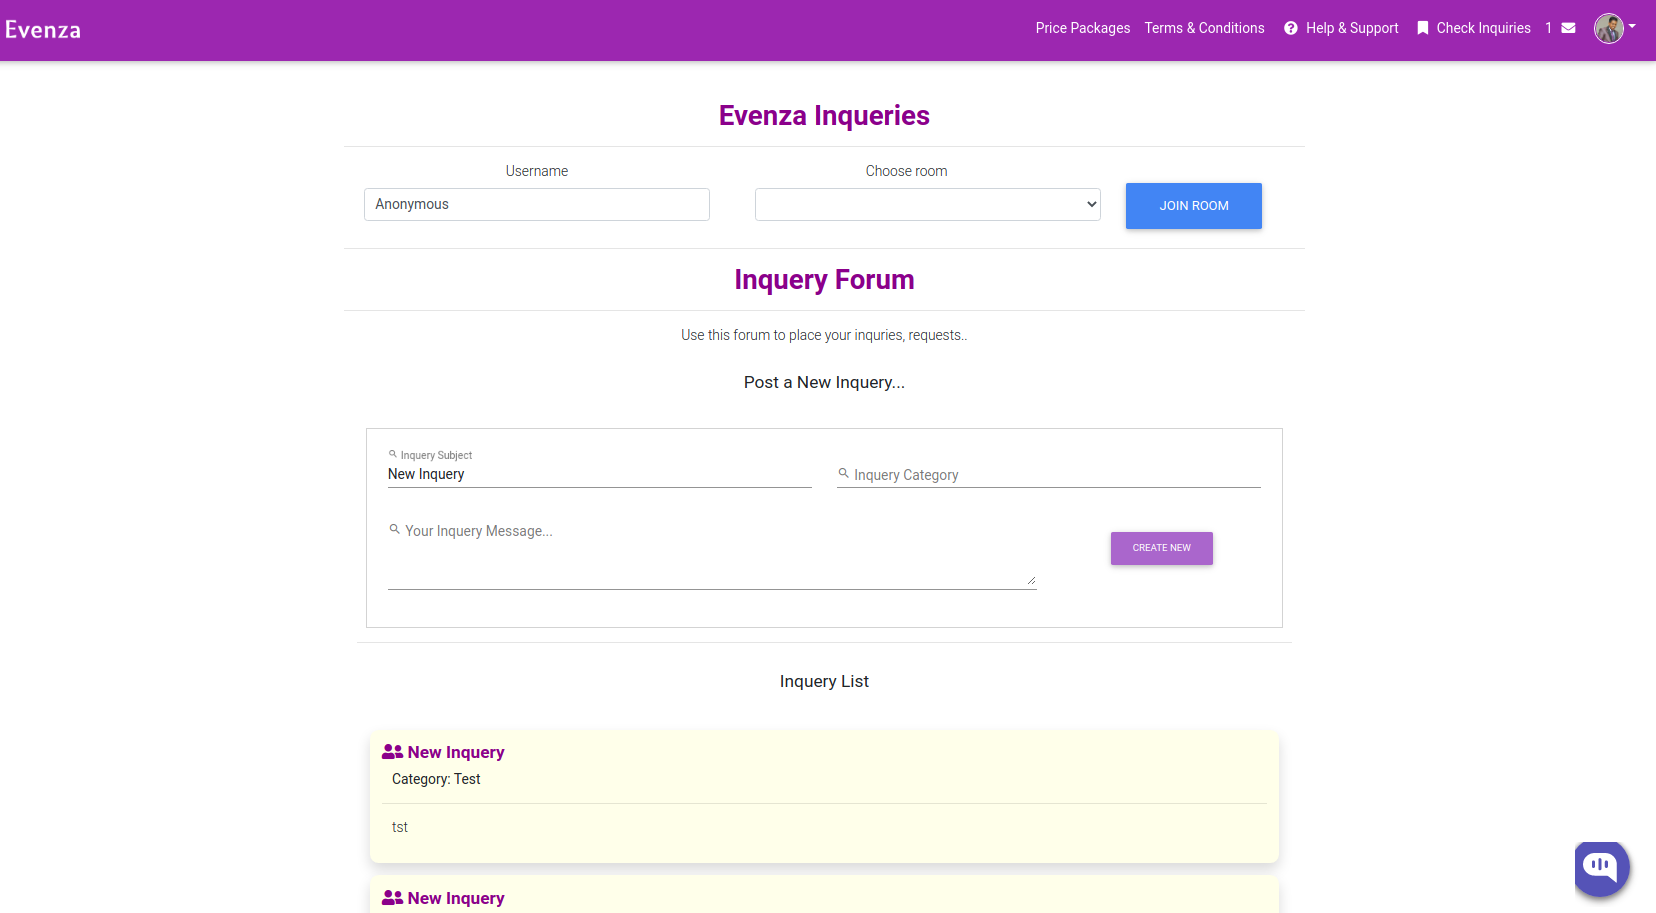 Evenza
Price Packages Terms & Conditions Help & Support Check Inquiries 1
Evenza Inqueries
Username Choose room
Anonymous JOIN ROOM
Inquery Forum
Use this forum to place your inquries, requests..
Post a New Inquery...
Inquery Subject
New Inquery Inquery Category
Your Inquery Message...
CREATE NEW
Inquery List
New Inquery
Category: Test
tst
New Inquery